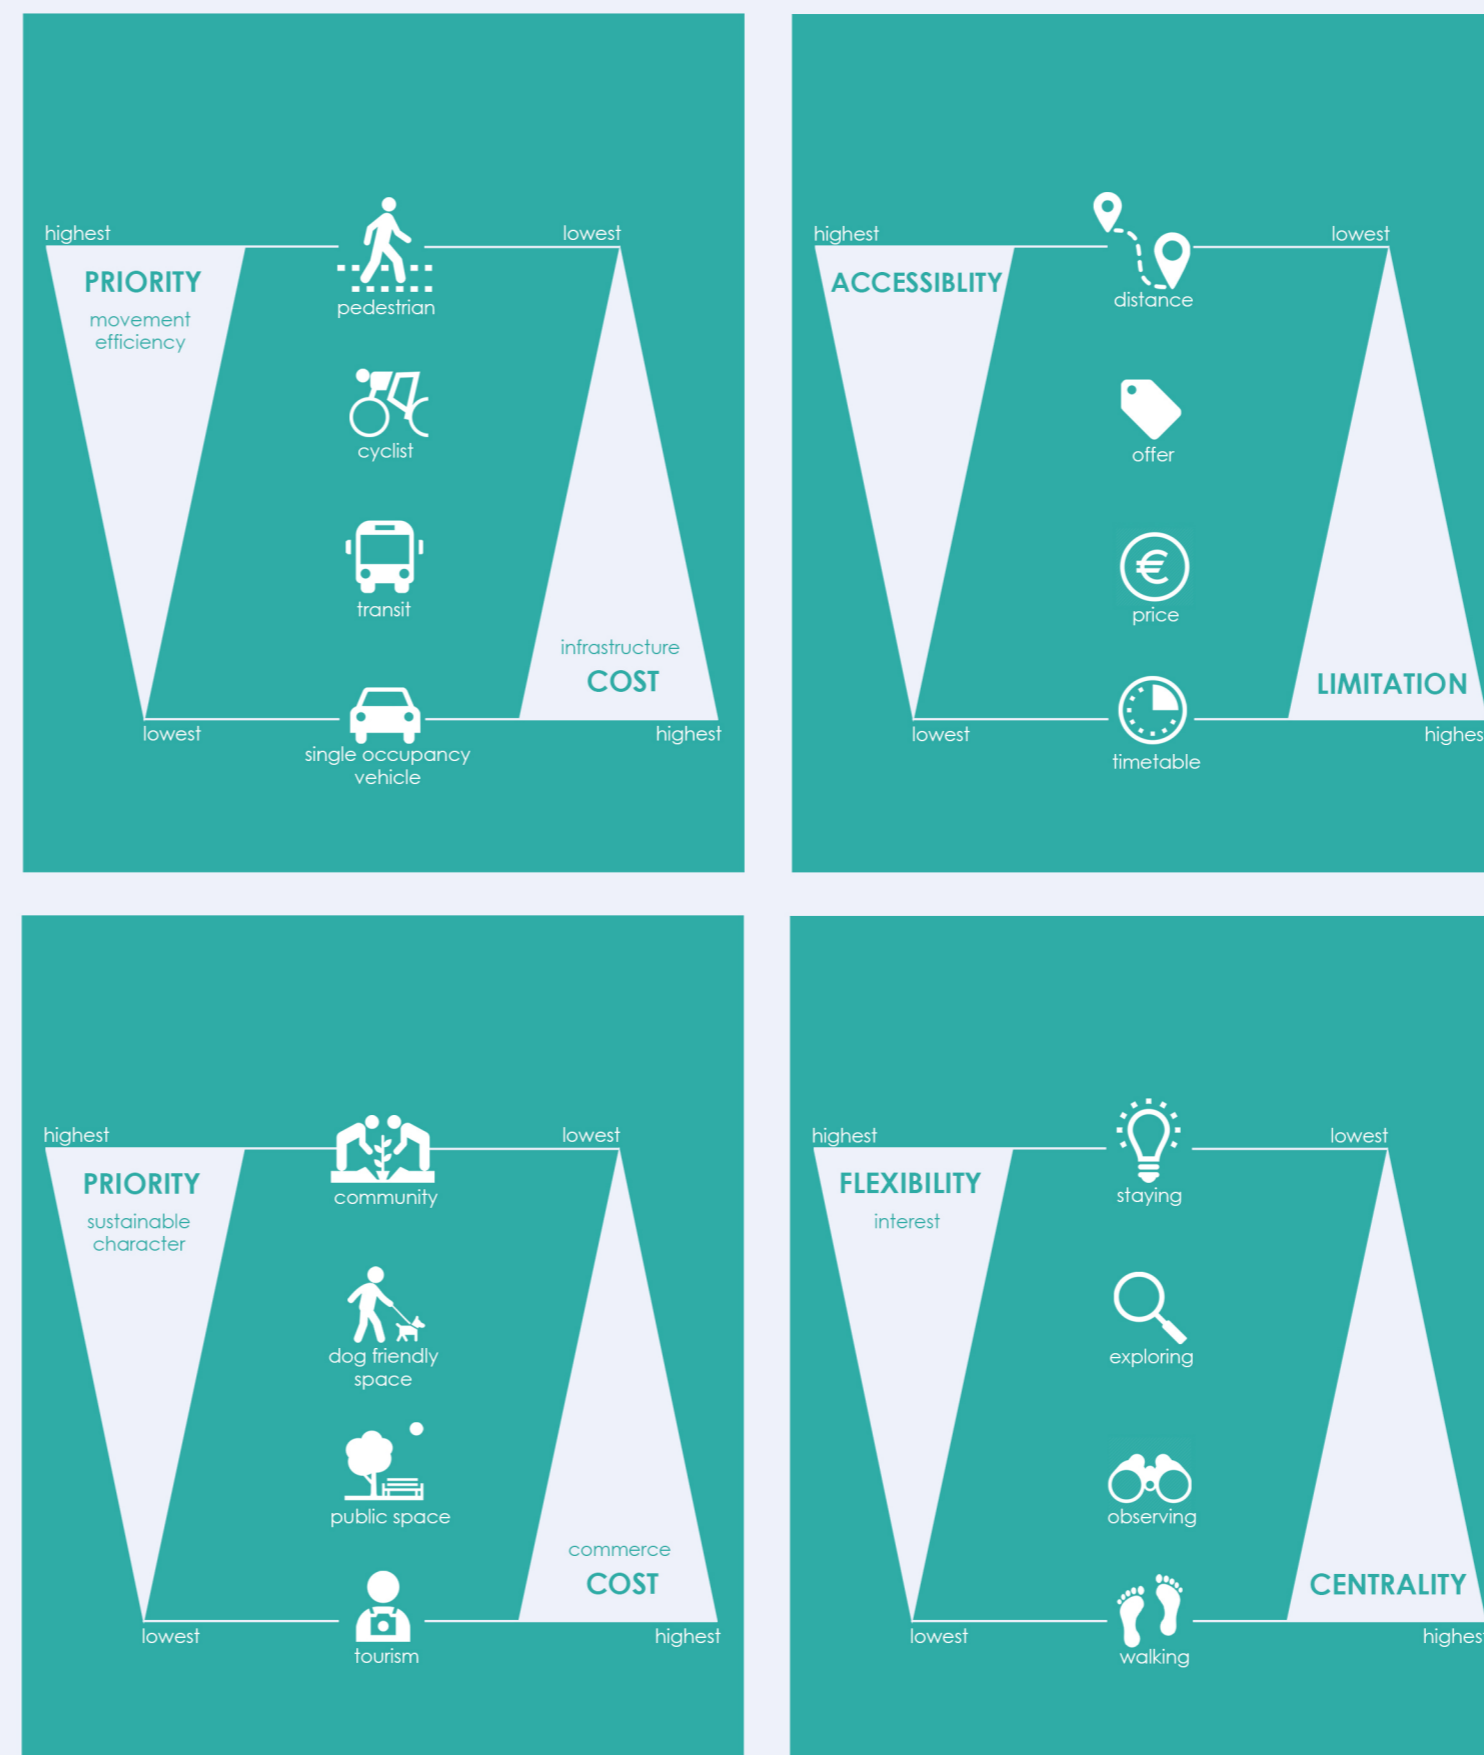 highest
lowest
PRIORITY
movement
efficiency
pedestrian
cyclist
transit
infrastructure
COST
lowest
highest
single occupancy
vehicle
highest
lowest
ACCESSIBLITY
distance
offer
€
price
LIMITATION
lowest
highes
timetable
highest
lowest
PRIORITY
sustainable
character
community
dog friendly
space
public space
commerce
COST
lowest
highest
tourism
highest
lowest
FLEXIBILITY
interest
staying
exploring
observing
CENTRALITY
lowest
highest
walking